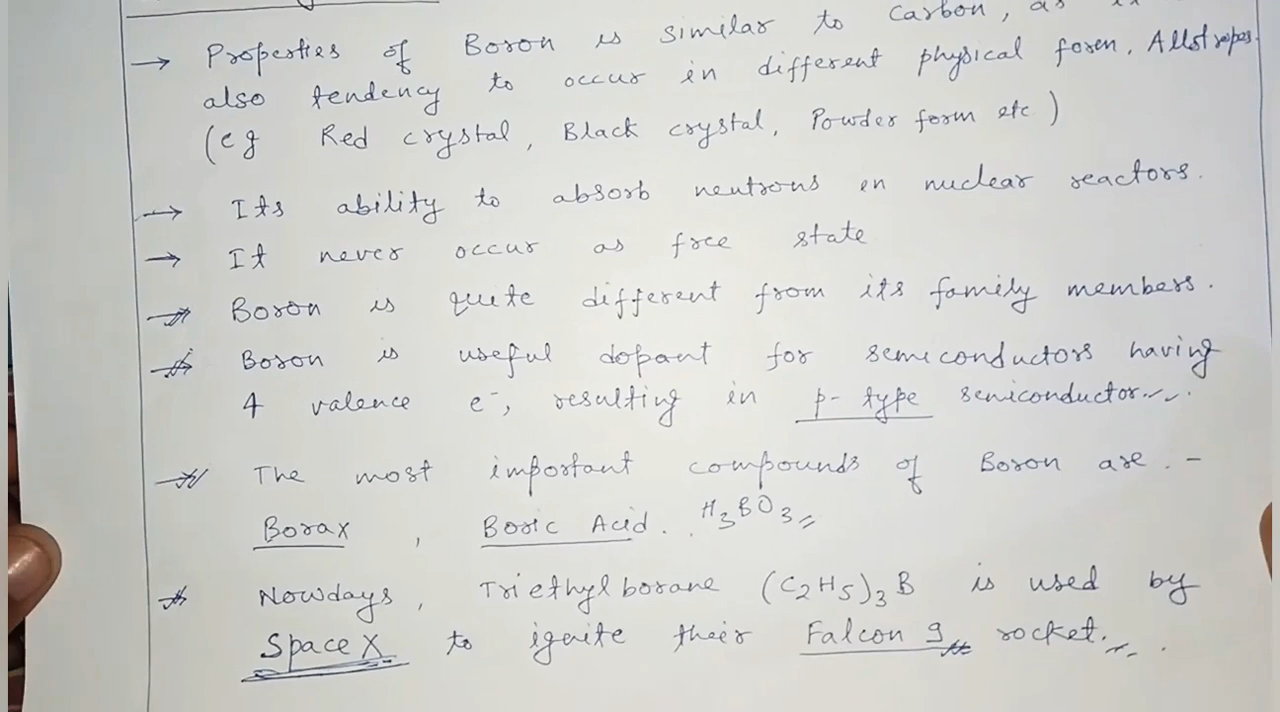 → Properties of Boron is similar to Carbon, as
also tendency to occur in different physical form. Allotropes.
(eg Red crystal, Black crystal, Powder form etc)
→ Its ability to absorb neutrons in nuclear reactors.
→ It never occur as free state
→ Boron is quite different from its family members.
→ Boron is useful dopant for semiconductors having
4 valence e⁻, resulting in p-type semiconductor.
→ The most important compounds of Boron are. -
Borax, Boric Acid. H₃BO₃
→ Nowdays, Triethylborane (C₂H₅)₃B is used by
SpaceX to ignite their Falcon 9 rocket.